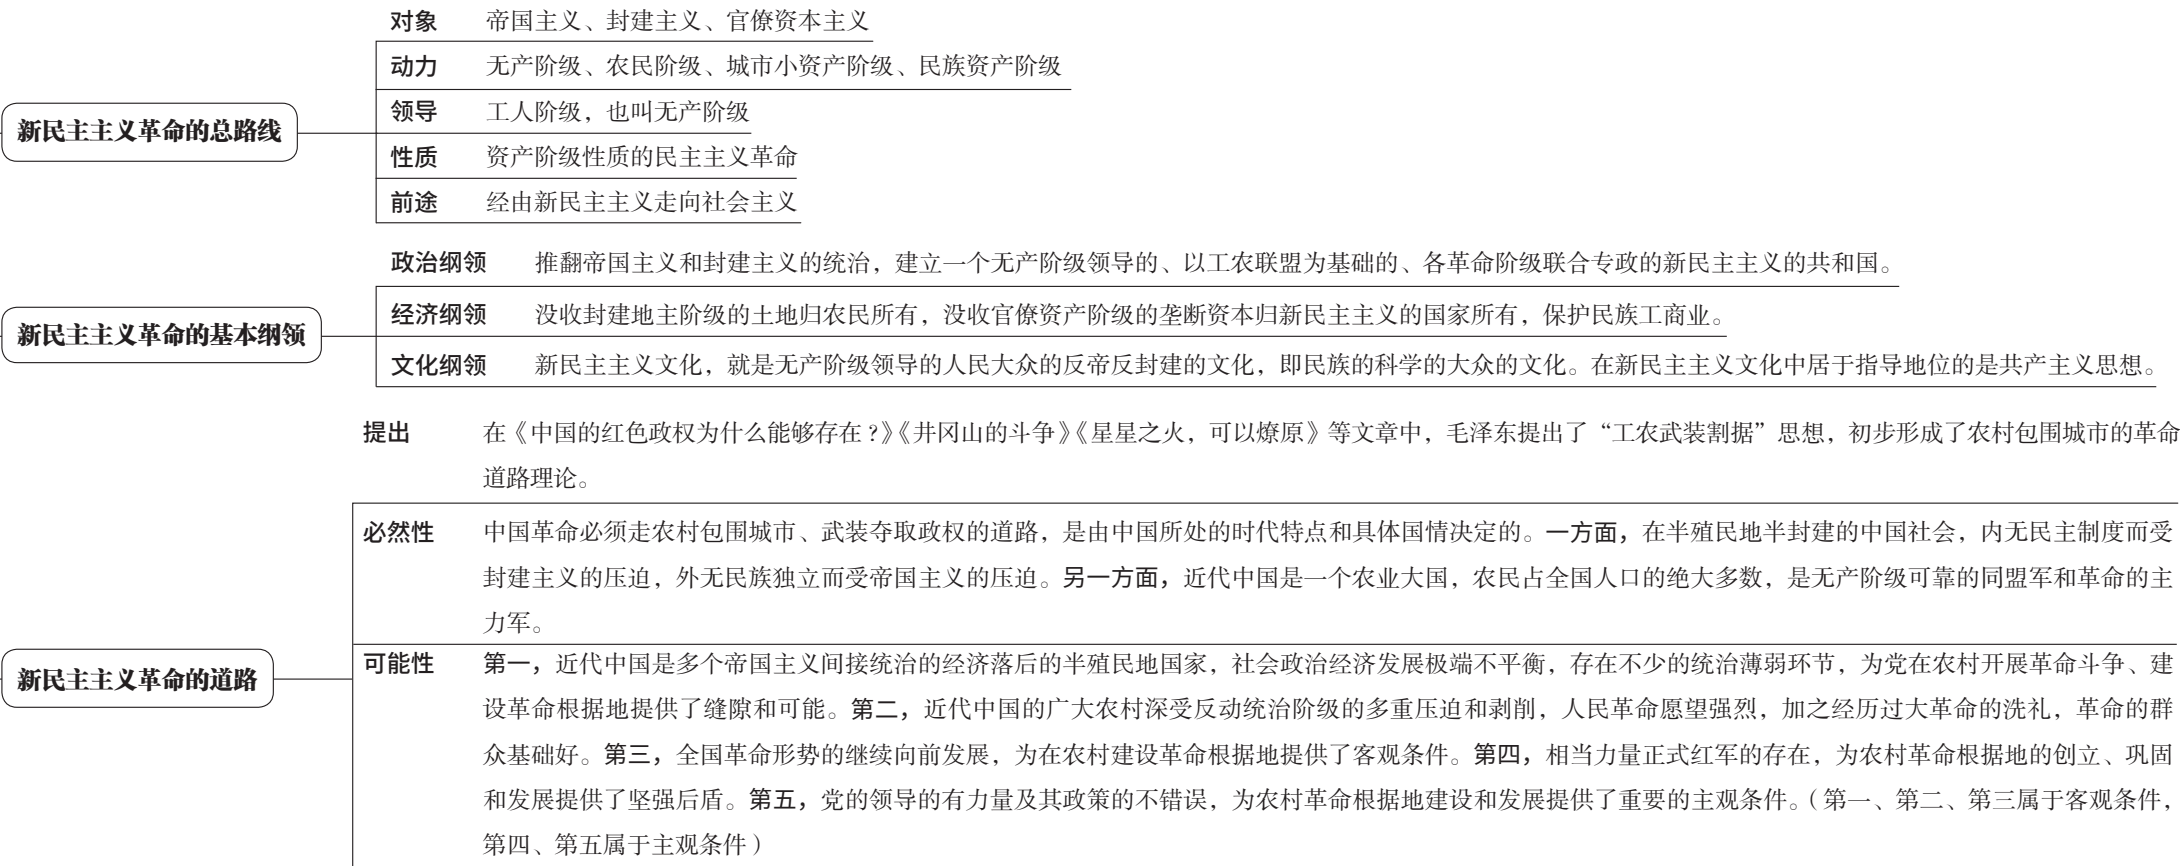 新民主主义革命的总路线
对象 帝国主义、封建主义、官僚资本主义
动力 无产阶级、农民阶级、城市小资产阶级、民族资产阶级
领导 工人阶级，也叫无产阶级
性质 资产阶级性质的民主主义革命
前途 经由新民主主义走向社会主义
新民主主义革命的基本纲领
政治纲领 推翻帝国主义和封建主义的统治，建立一个无产阶级领导的、以工农联盟为基础的、各革命阶级联合专政的新民主主义的共和国。
经济纲领 没收封建地主阶级的土地归农民所有，没收官僚资产阶级的垄断资本归新民主主义的国家所有，保护民族工商业。
文化纲领 新民主主义文化，就是无产阶级领导的人民大众的反帝反封建的文化，即民族的科学的大众的文化。在新民主主义文化中居于指导地位的是共产主义思想。
新民主主义革命的道路
提出 在《中国的红色政权为什么能够存在？》《井冈山的斗争》《星星之火，可以燎原》等文章中，毛泽东提出了“工农武装割据”思想，初步形成了农村包围城市的革命
道路理论。
必然性 中国革命必须走农村包围城市、武装夺取政权的道路，是由中国所处的时代特点和具体国情决定的。一方面，在半殖民地半封建的中国社会，内无民主制度而受
封建主义的压迫，外无民族独立而受帝国主义的压迫。另一方面，近代中国是一个农业大国，农民占全国人口的绝大多数，是无产阶级可靠的同盟军和革命的主
力军。
可能性 第一，近代中国是多个帝国主义间接统治的经济落后的半殖民地国家，社会政治经济发展极端不平衡，存在不少的统治薄弱环节，为党在农村开展革命斗争、建
设革命根据地提供了缝隙和可能。第二，近代中国的广大农村深受反动统治阶级的多重压迫和剥削，人民革命愿望强烈，加之经历过大革命的洗礼，革命的群
众基础好。第三，全国革命形势的继续向前发展，为在农村建设革命根据地提供了客观条件。第四，相当力量正式红军的存在，为农村革命根据地的创立、巩固
和发展提供了坚强后盾。第五，党的领导的有力量及其政策的不错误，为农村革命根据地建设和发展提供了重要的主观条件。（第一、第二、第三属于客观条件，
第四、第五属于主观条件）